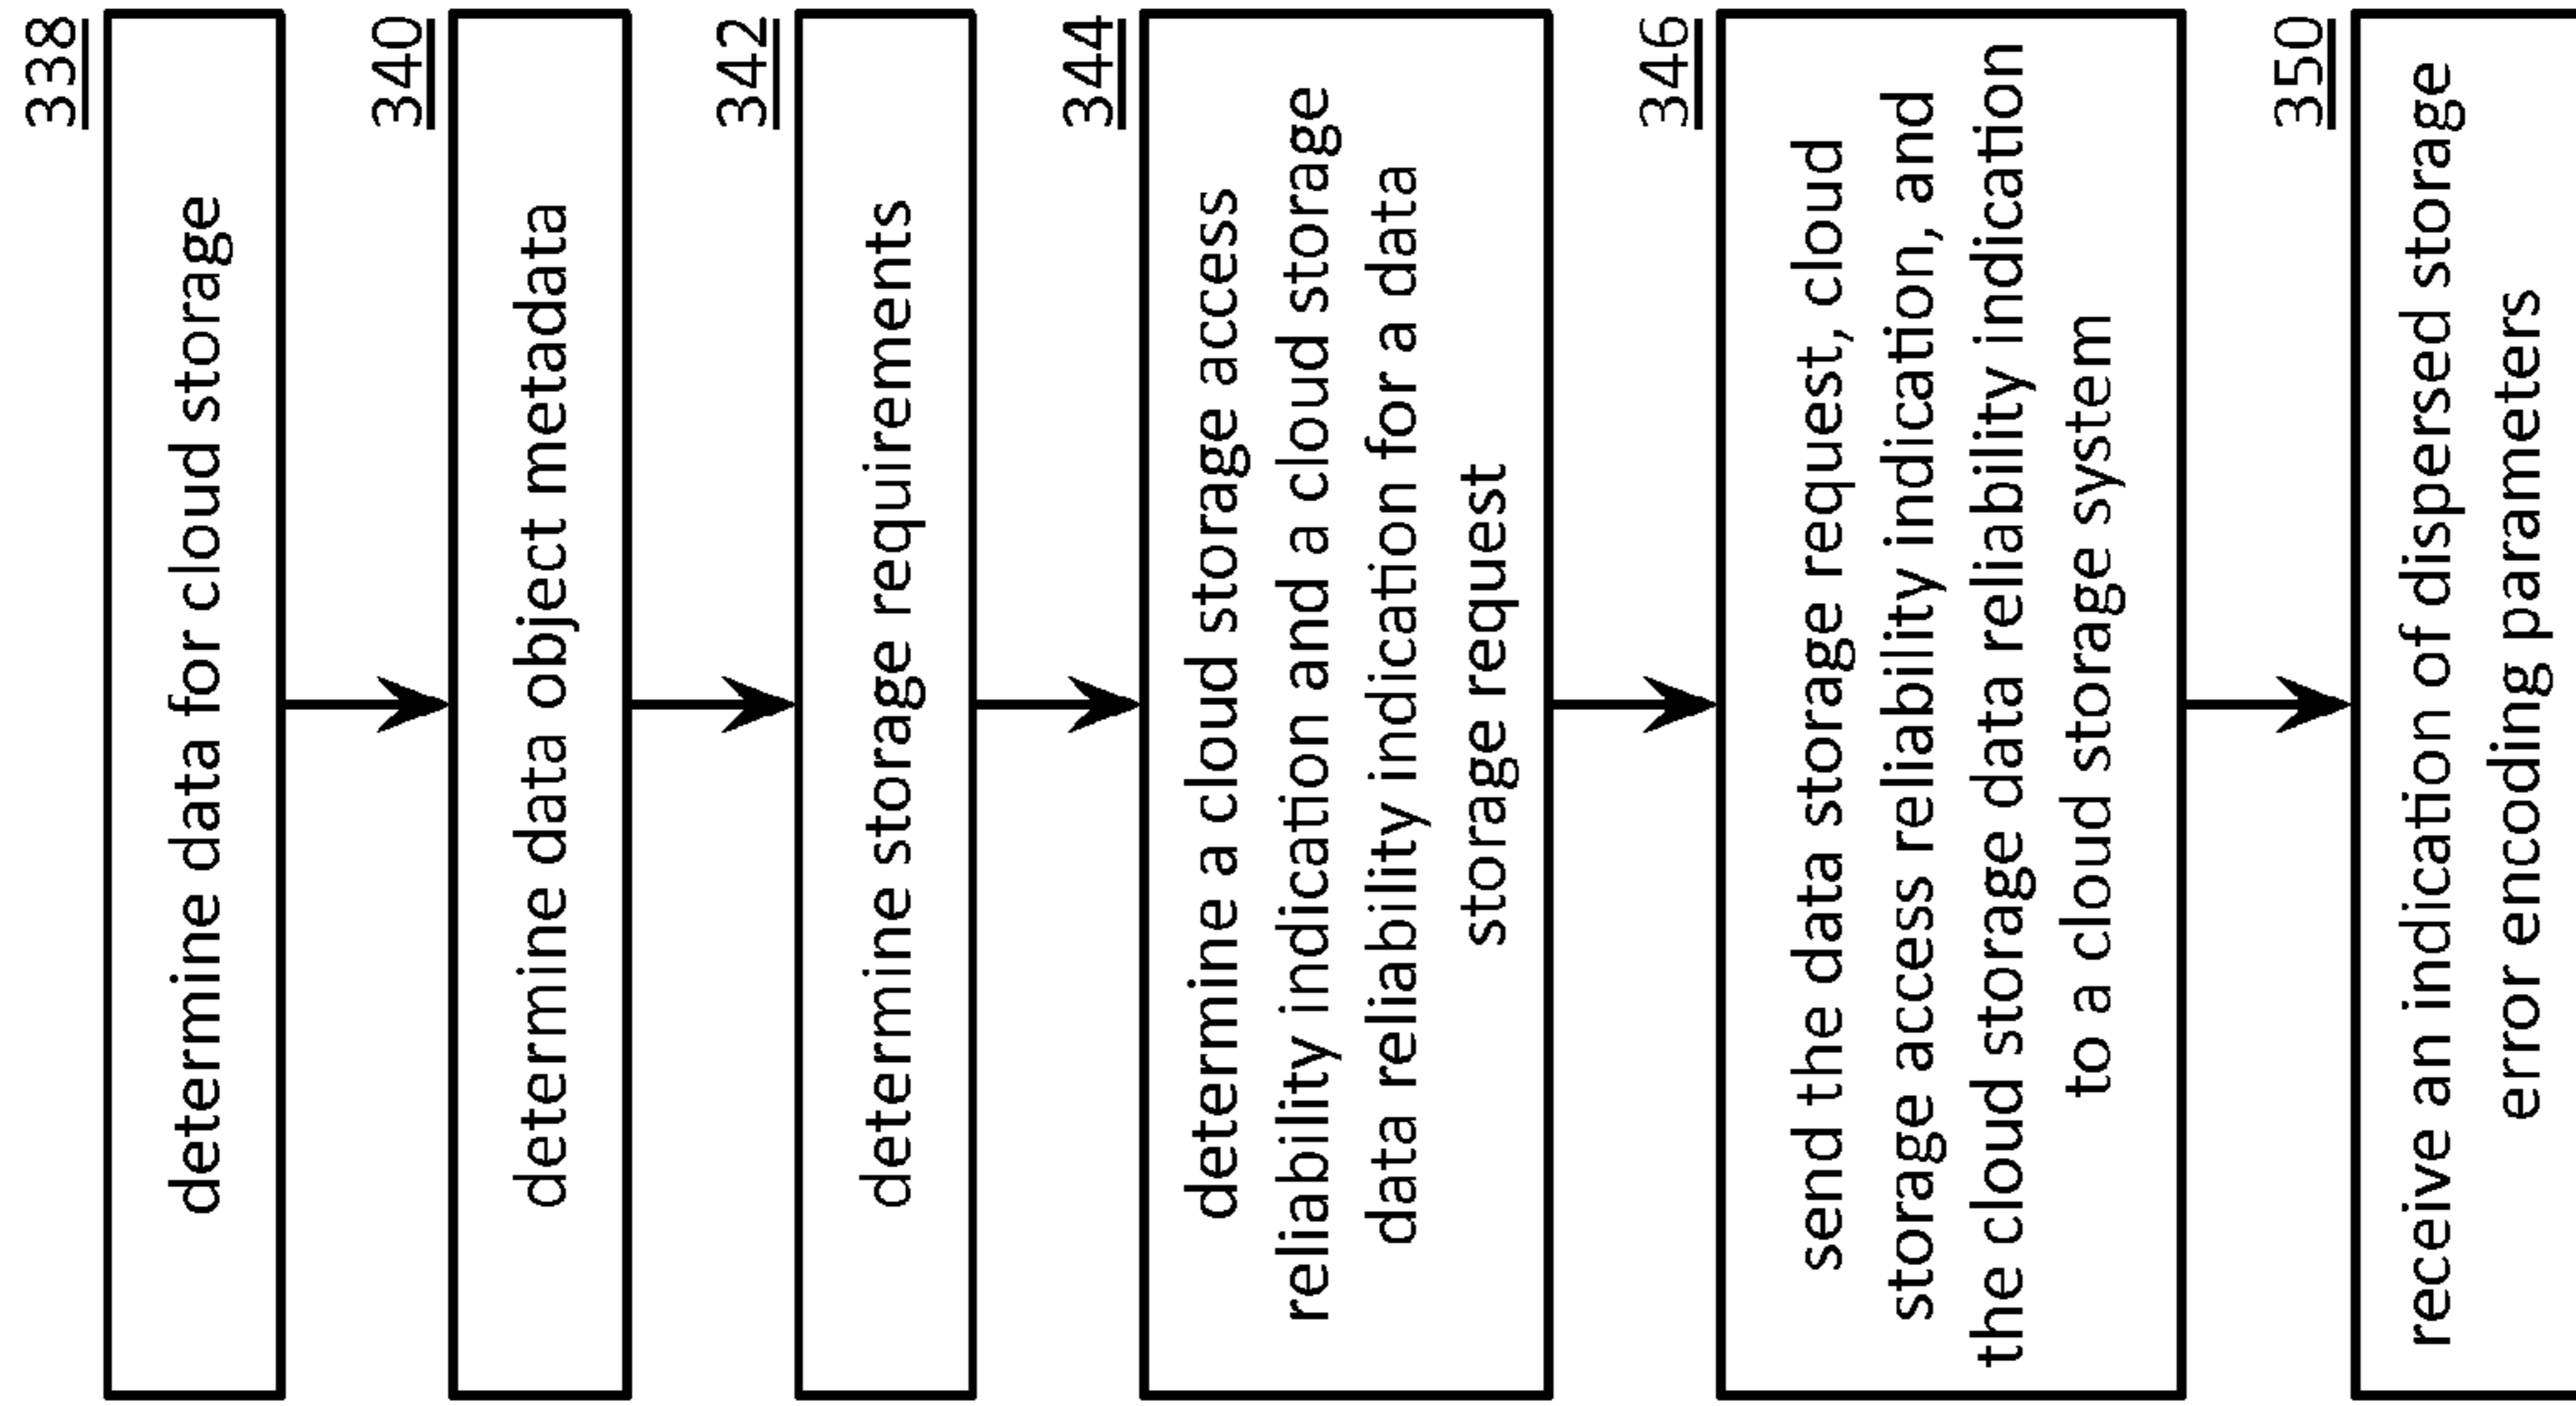 338
determine data for cloud storage
340
determine data object metadata
342
determine storage requirements
344
determine a cloud storage access
reliability indication and a cloud storage
data reliability indication for a data
storage request
346
send the data storage request, cloud
storage access reliability indication, and
the cloud storage data reliability indication
to a cloud storage system
350
receive an indication of dispersed storage
error encoding parameters